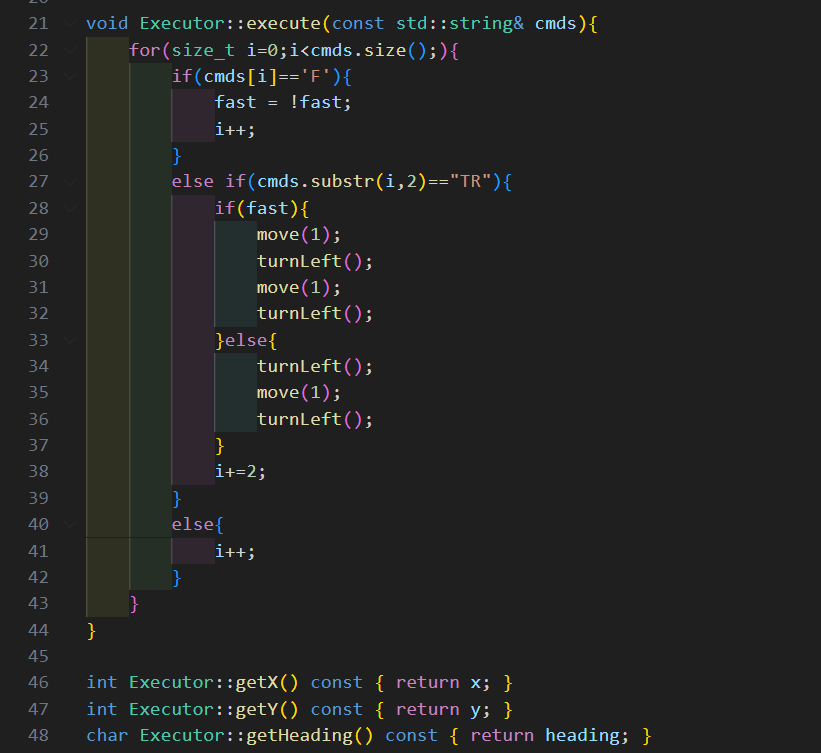 21 void Executor::execute(const std::string& cmds){
22 for(size_t i=0;i<cmds.size();){
23 if(cmds[i]=='F'){
24 fast = !fast;
25 i++;
26 }
27 else if(cmds.substr(i,2)=="TR"){
28 if(fast){
29 move(1);
30 turnLeft();
31 move(1);
32 turnLeft();
33 }else{
34 turnLeft();
35 move(1);
36 turnLeft();
37 }
38 i+=2;
39 }
40 else{
41 i++;
42 }
43 }
44 }
45
46 int Executor::getX() const { return x; }
47 int Executor::getY() const { return y; }
48 char Executor::getHeading() const { return heading; }